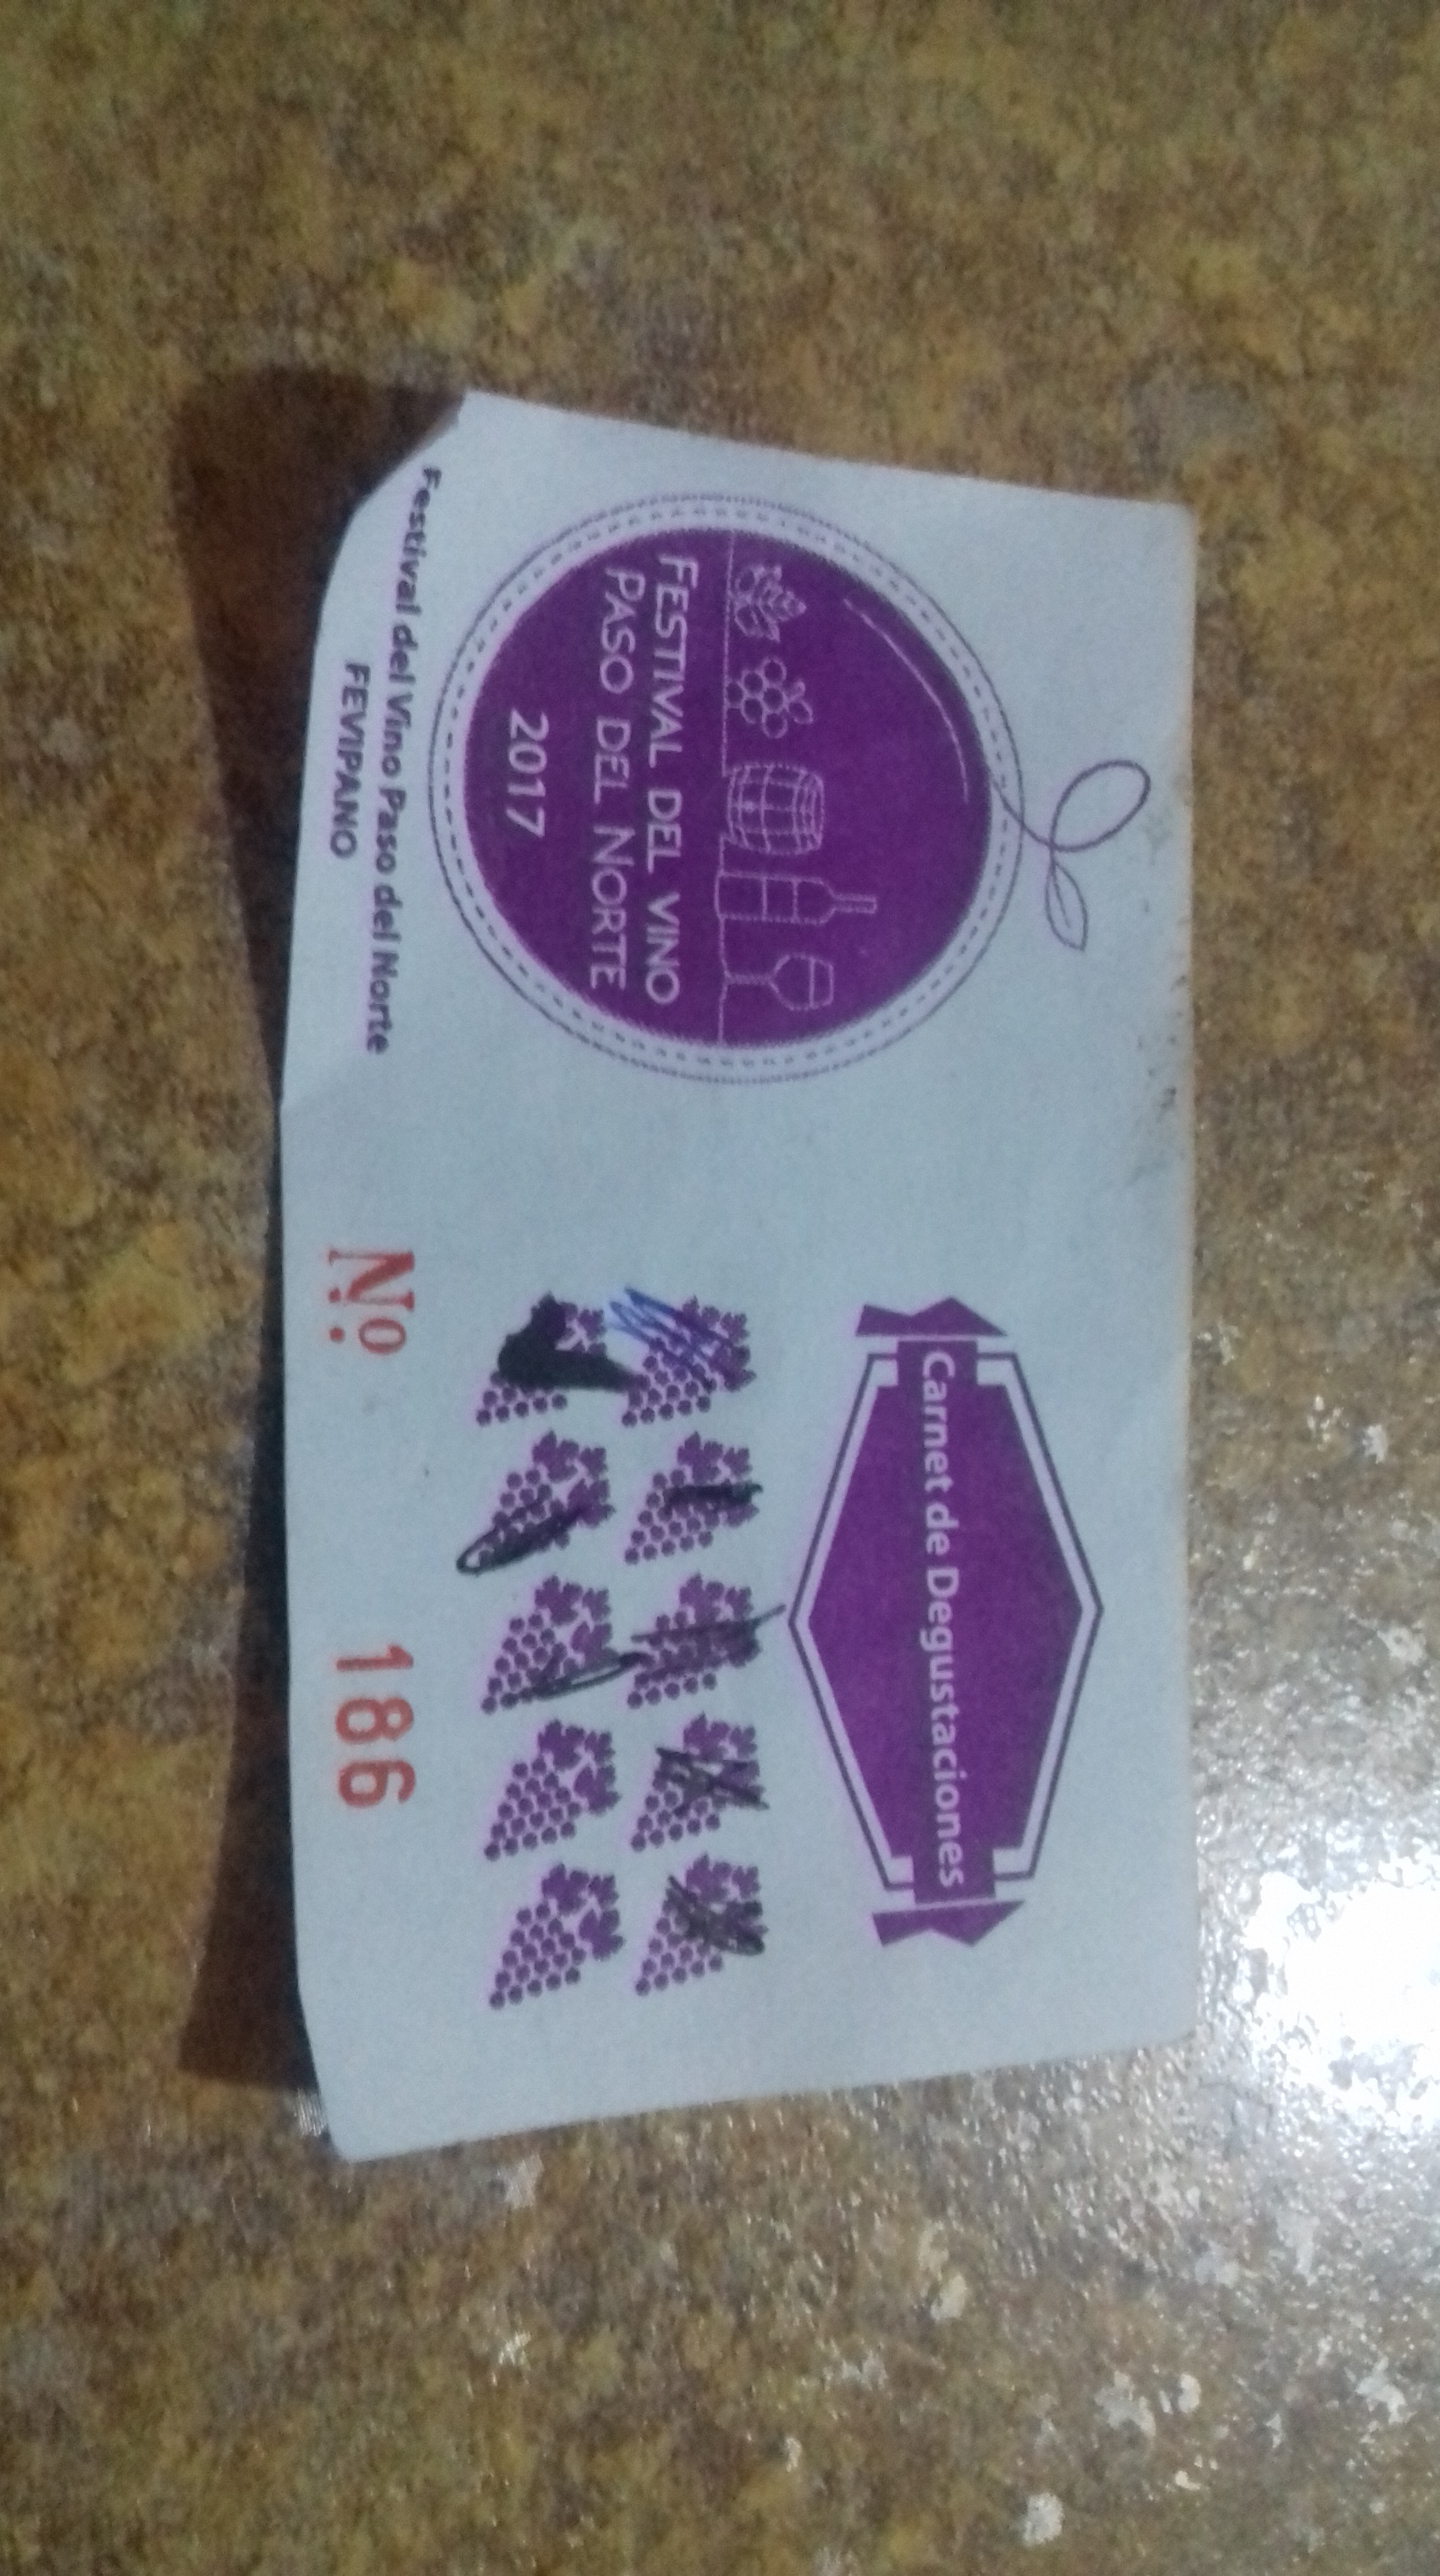 FESTIVAL DEL VINO
PASO DEL NORTE
2017
Festival del Vino Paso del Norte
FEVIPANO
Carnet de Degustaciones
Nº. 186